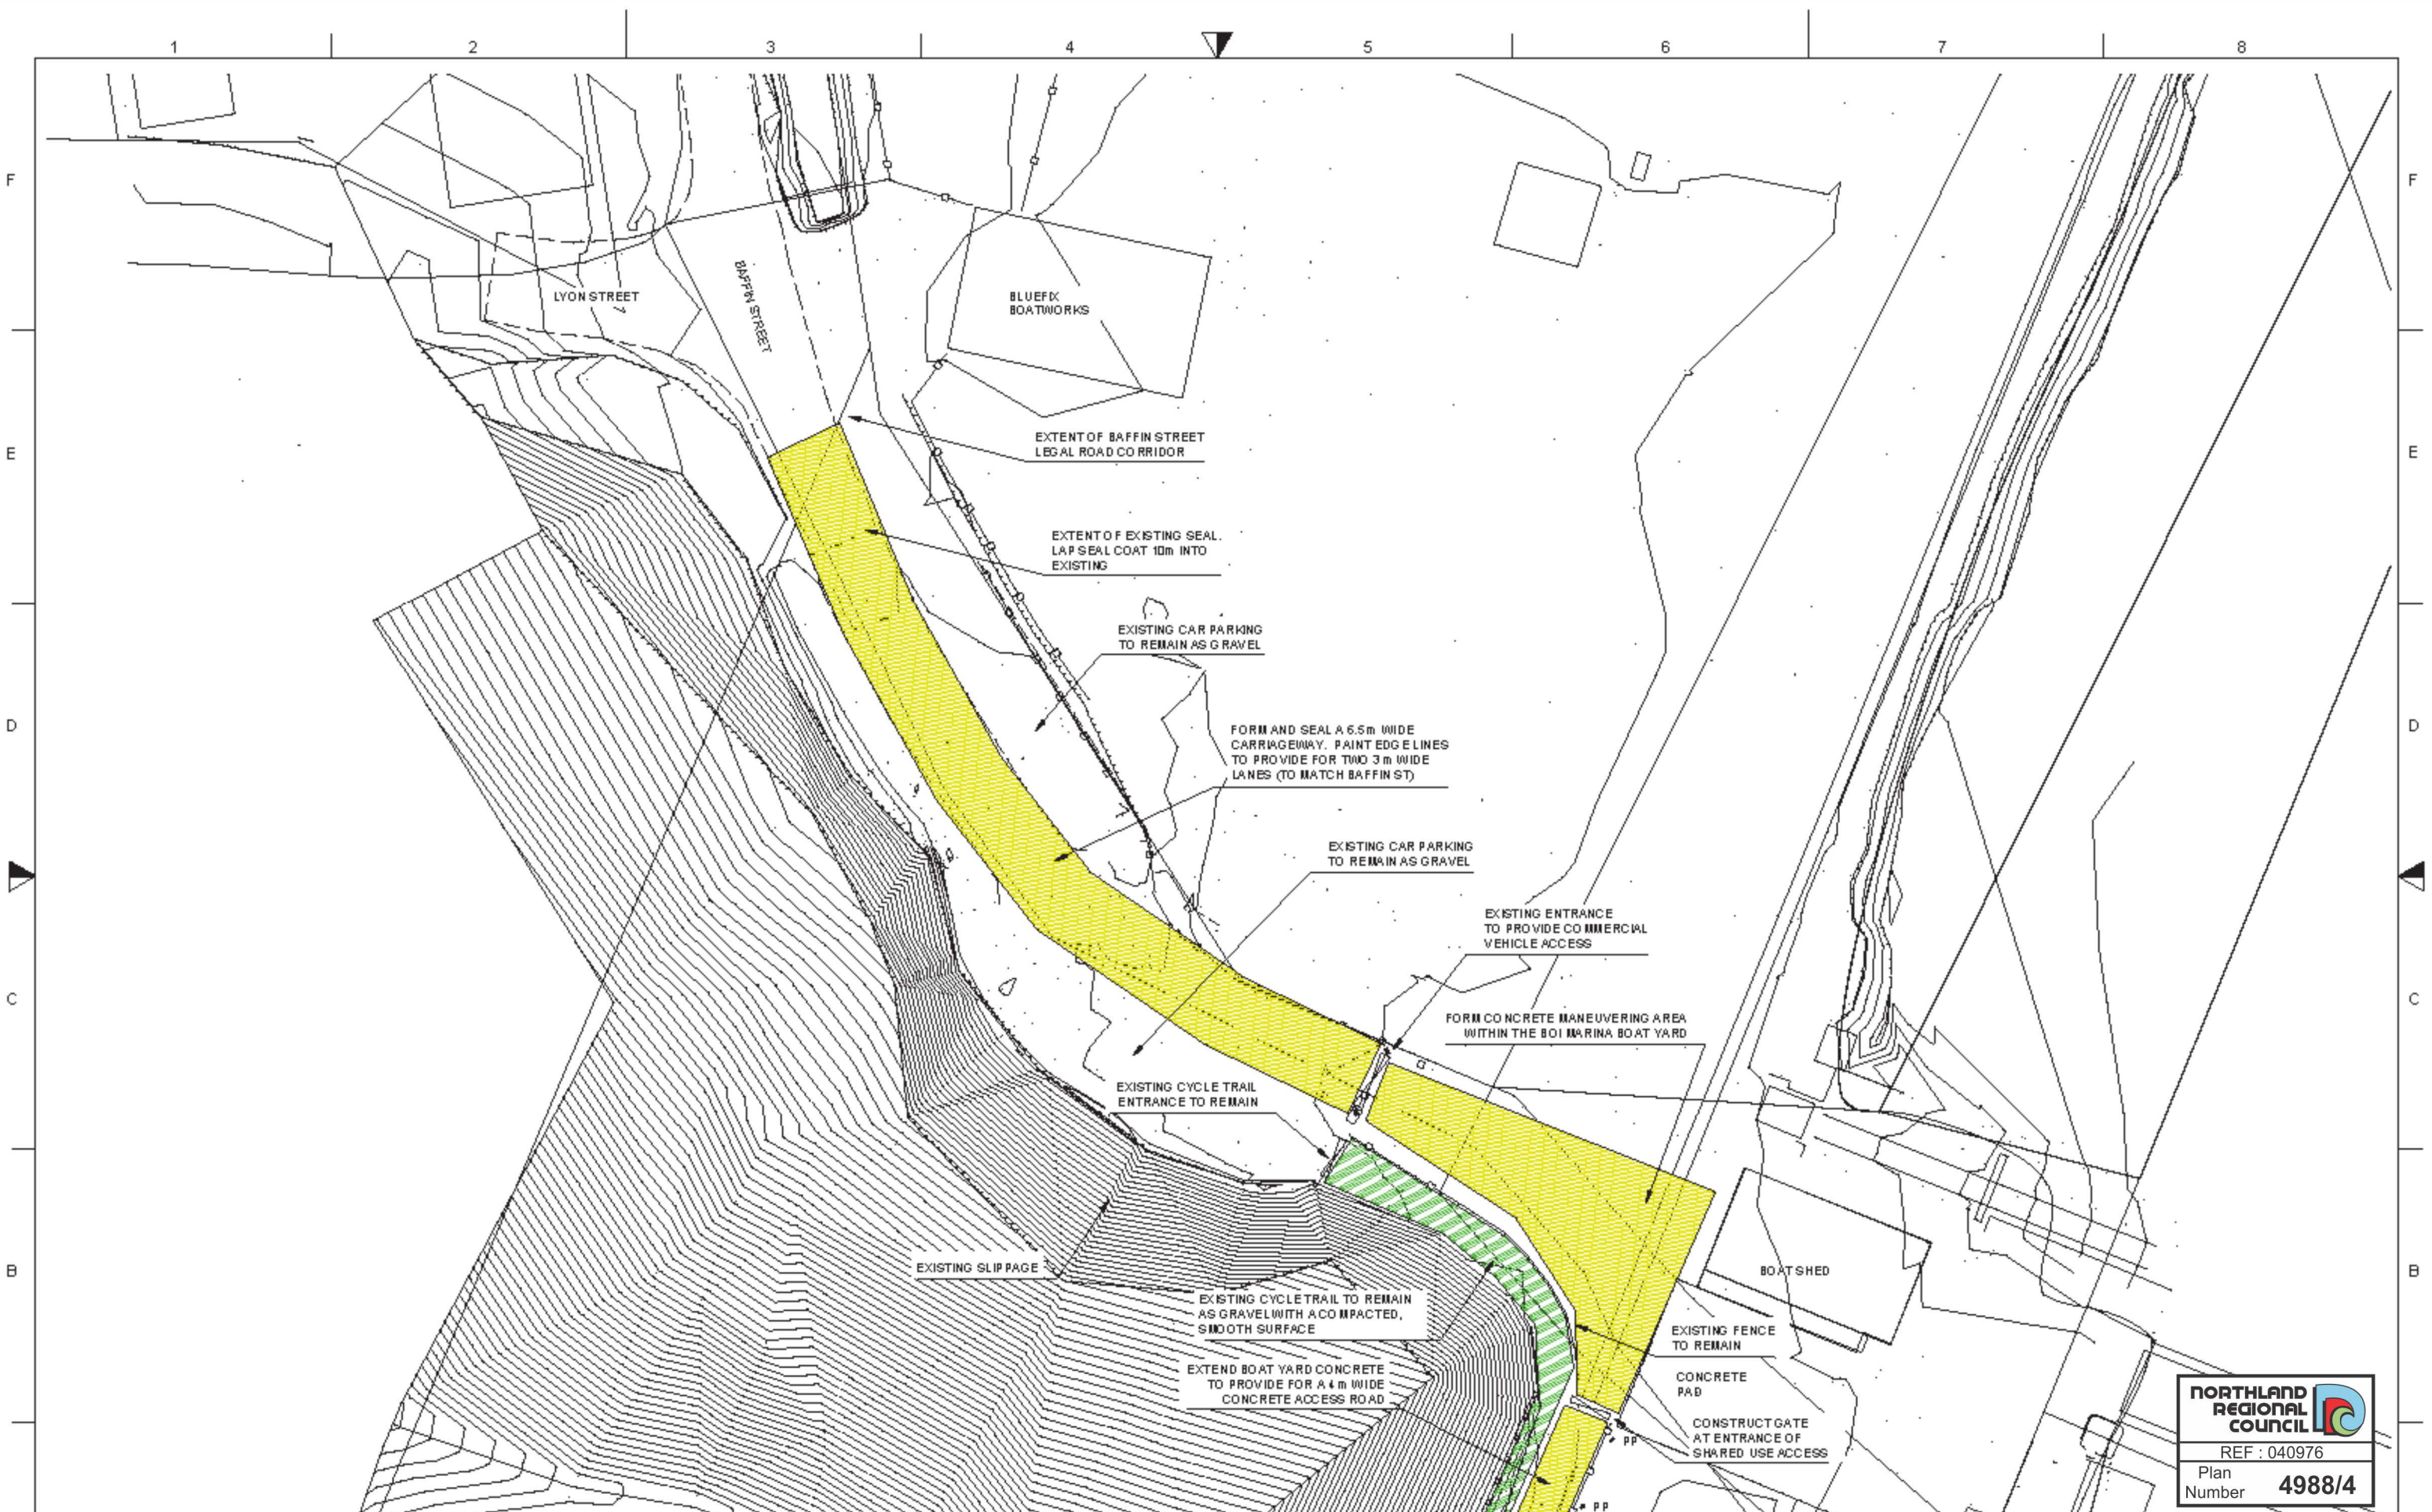 1 2 3 4 5 6 7 8
F F
LYON STREET
BAFFIN STREET
BLUEFIX
BOATWORKS
E E
EXTENT OF BAFFIN STREET
LEGAL ROAD CORRIDOR
EXTENT OF EXISTING SEAL.
LAP SEAL COAT 10m INTO
EXISTING
EXISTING CAR PARKING
TO REMAIN AS GRAVEL
D D
FORM AND SEAL A 6.5m WIDE
CARRIAGEWAY. PAINT EDGE LINES
TO PROVIDE FOR TWO 3m WIDE
LANES (TO MATCH BAFFIN ST)
EXISTING CAR PARKING
TO REMAIN AS GRAVEL
EXISTING ENTRANCE
TO PROVIDE COMMERCIAL
VEHICLE ACCESS
C C
FORM CONCRETE MANEUVERING AREA
WITHIN THE BOI MARINA BOAT YARD
EXISTING CYCLE TRAIL
ENTRANCE TO REMAIN
EXISTING SLIPPAGE
B B
BOAT SHED
EXISTING CYCLE TRAIL TO REMAIN
AS GRAVEL WITH A COMPACTED,
SMOOTH SURFACE
EXISTING FENCE
TO REMAIN
EXTEND BOAT YARD CONCRETE
TO PROVIDE FOR A 4m WIDE
CONCRETE ACCESS ROAD
CONCRETE
PAD
CONSTRUCT GATE
AT ENTRANCE OF
SHARED USE ACCESS
PP
PP
NORTHLAND
REGIONAL
COUNCIL
REF : 040976
Plan
Number 4988/4